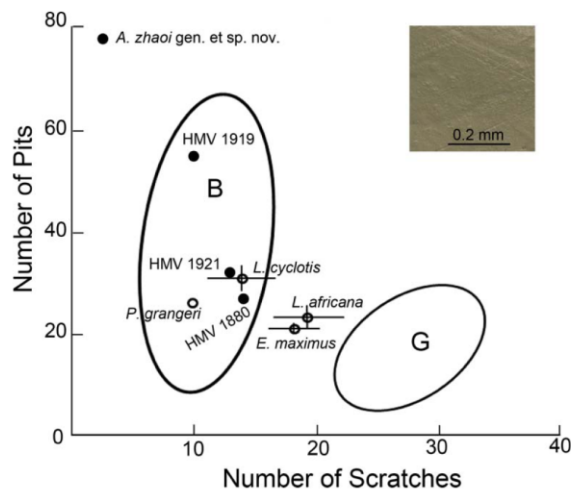 80
A. zhaoi gen. et sp. nov.
0.2 mm
60
HMV 1919
B
Number of Pits
40
HMV 1921
L. cyclotis
P. grangeri
HMV 1880
L. africana
20
E. maximus
G
0
10
20
30
40
Number of Scratches